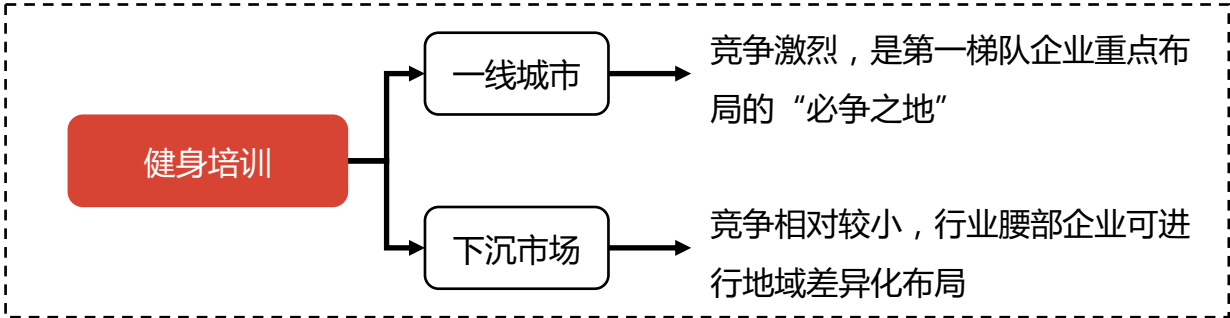 健身培训
一线城市
竞争激烈，是第一梯队企业重点布
局的“必争之地”
下沉市场
竞争相对较小，行业腰部企业可进
行地域差异化布局